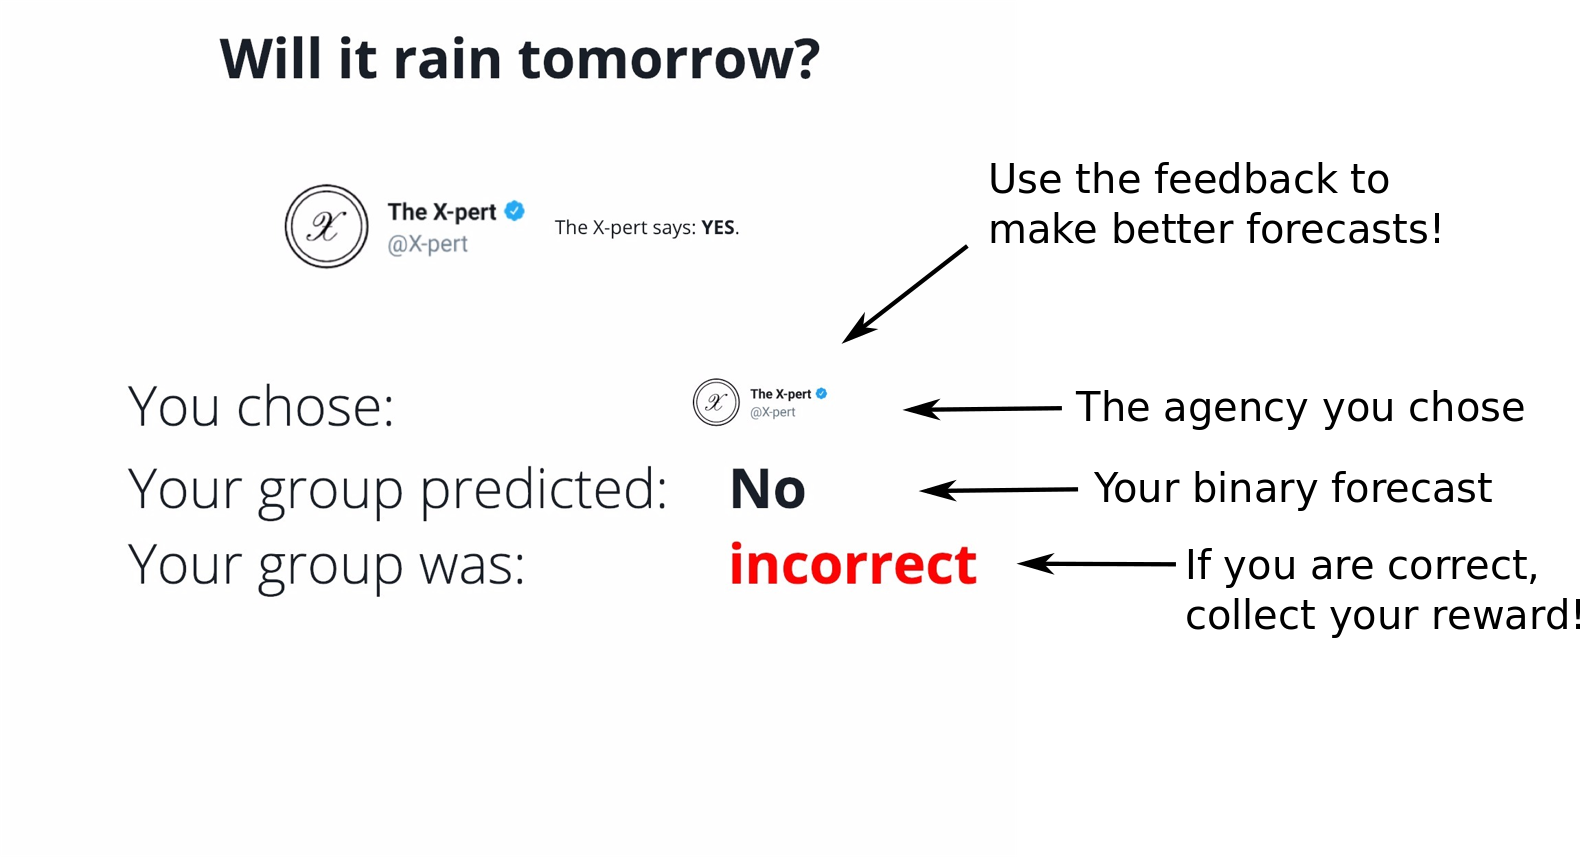 Will it rain tomorrow?
The X-pert
@X-pert
The X-pert says: YES.
Use the feedback to
make better forecasts!
You chose:
X
The X-pert
@X-pert
The agency you chose
Your group predicted: No
Your binary forecast
Your group was: incorrect
If you are correct,
collect your reward!